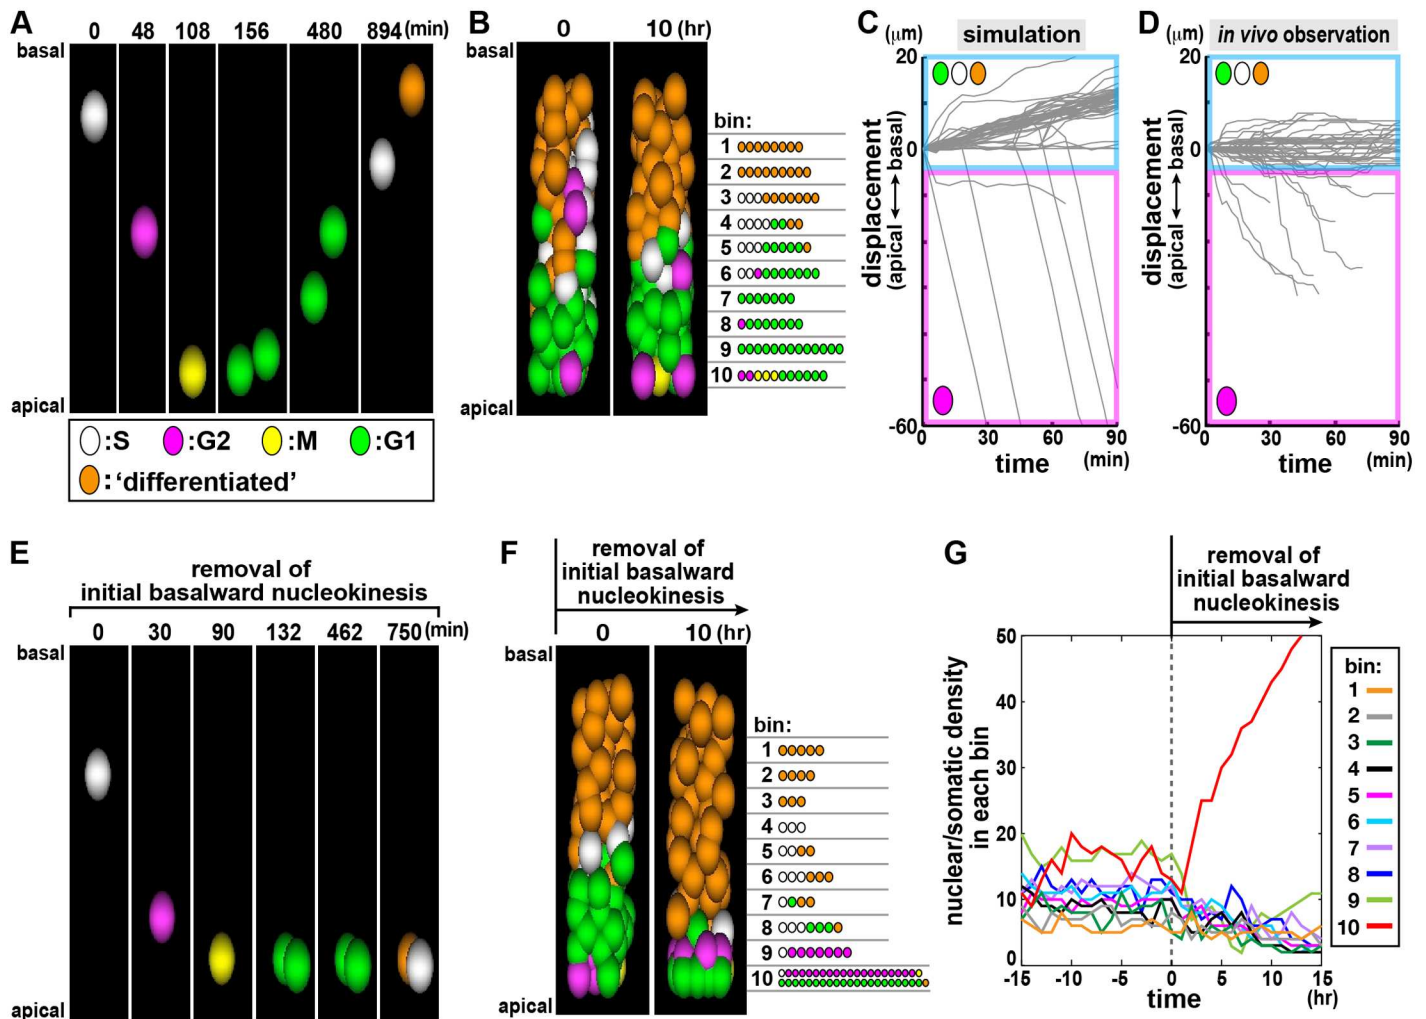 A
0 48 108 156 480 894 (min)
basal
apical
:S :G2 :M :G1
:'differentiated'
B
0 10 (hr)
basal
apical
bin:
1
2
3
4
5
6
7
8
9
10
C
(μm) simulation
20
0
-60
displacement
(apical ⟷ basal)
0 30 60 90
time (min)
D
(μm) in vivo observation
20
0
-60
displacement
(apical ⟷ basal)
0 30 60 90
time (min)
E
removal of
initial basalward nucleokinesis
0 30 90 132 462 750 (min)
basal
apical
F
removal of
initial basalward
nucleokinesis
0 10 (hr)
basal
apical
bin:
1
2
3
4
5
6
7
8
9
10
G
removal of
initial basalward
nucleokinesis
nuclear/somatic density
in each bin
50
40
30
20
10
0
-15 -10 -5 0 5 10 15
time (hr)
bin:
1
2
3
4
5
6
7
8
9
10